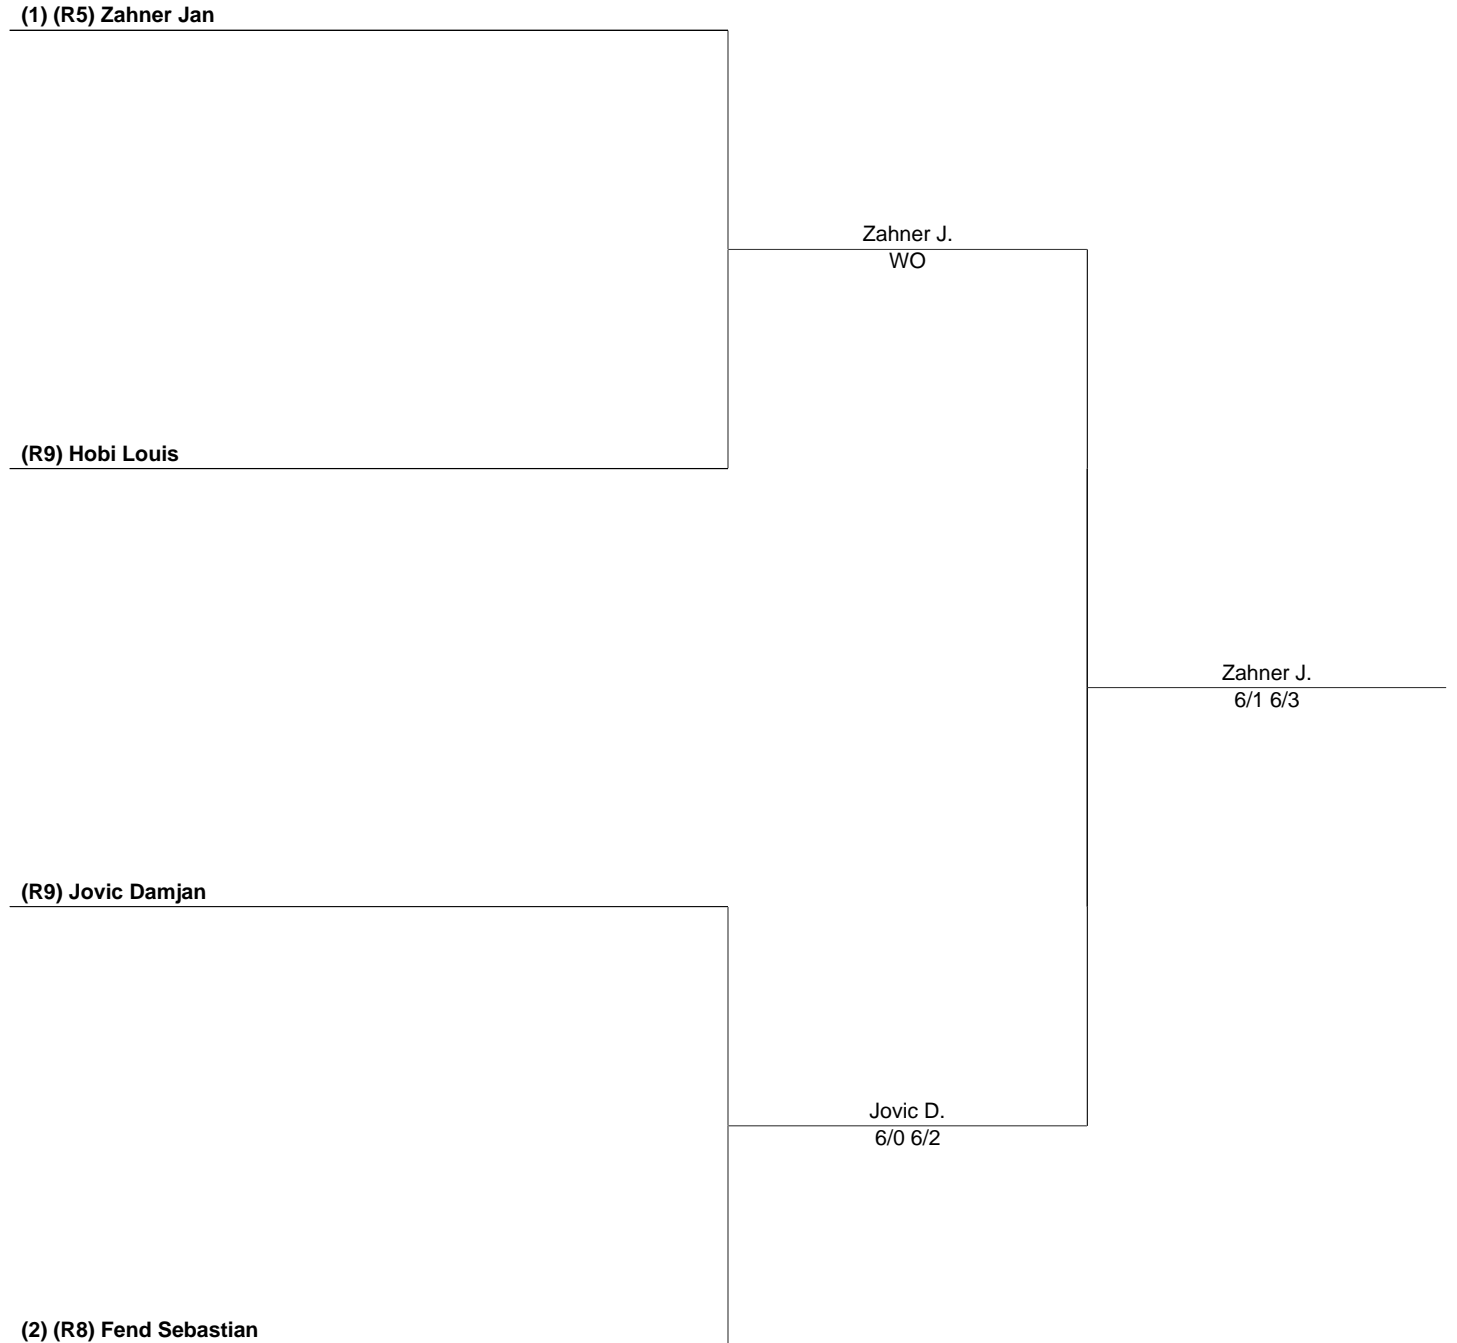 (1) (R5) Zahner Jan
Zahner J.
WO
(R9) Hobi Louis
Zahner J.
6/1 6/3
(R9) Jovic Damjan
Jovic D.
6/0 6/2
(2) (R8) Fend Sebastian